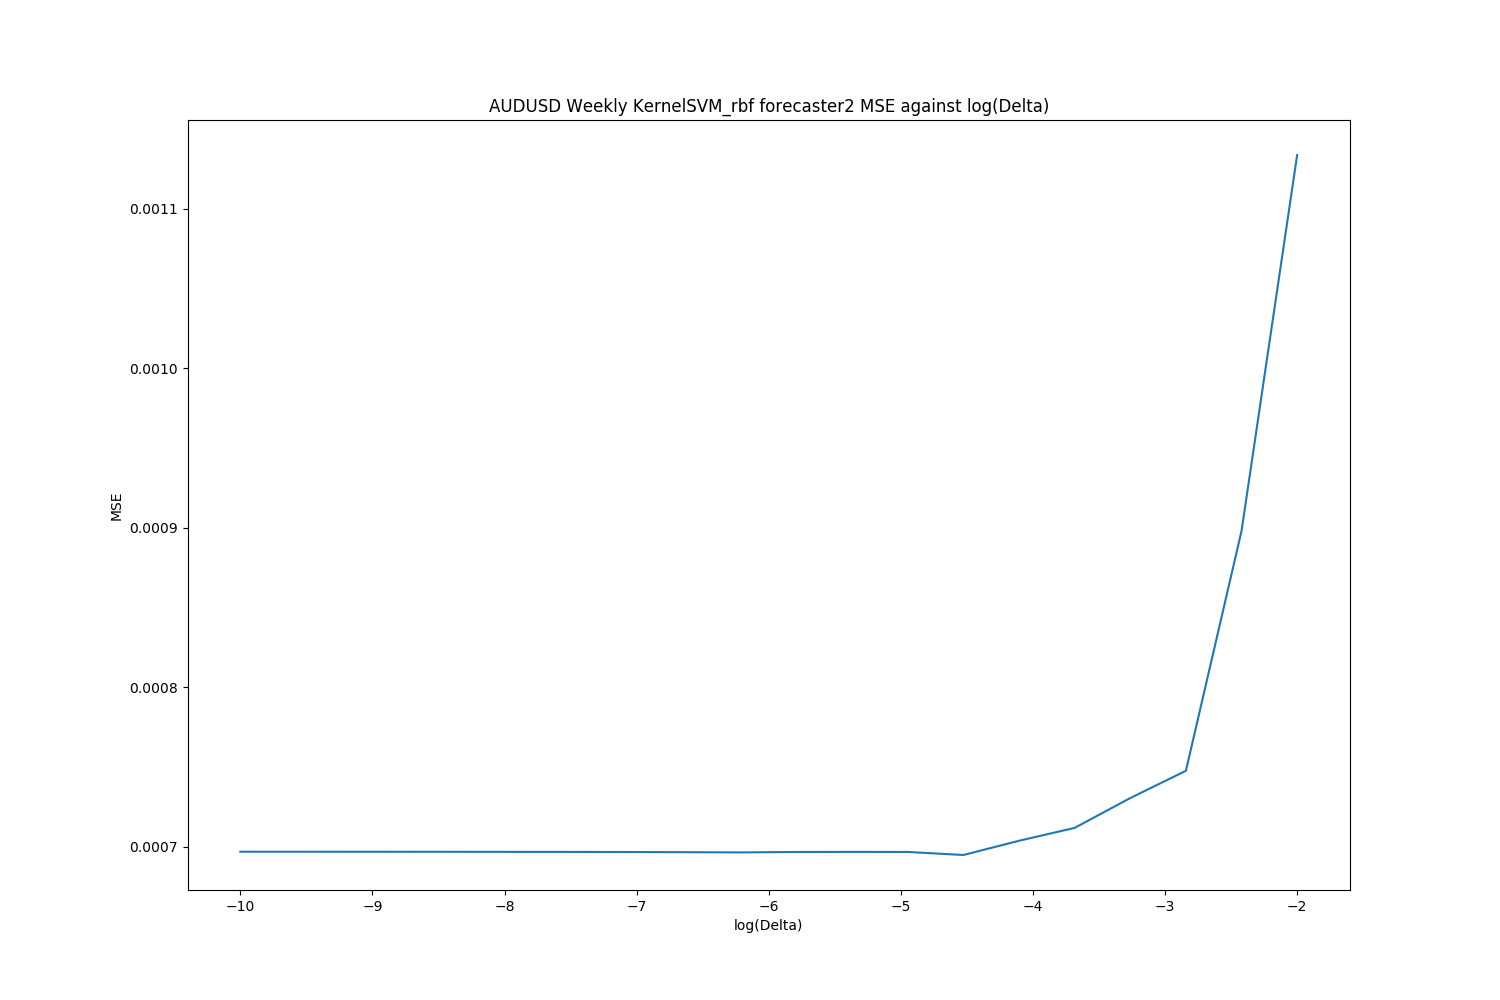 AUDUSD Weekly KernelSVM_rbf forecaster2 MSE against log(Delta)
0.0011
0.0010
0.0009
0.0008
0.0007
MSE
−10 −9 −8 −7 −6 −5 −4 −3 −2
log(Delta)